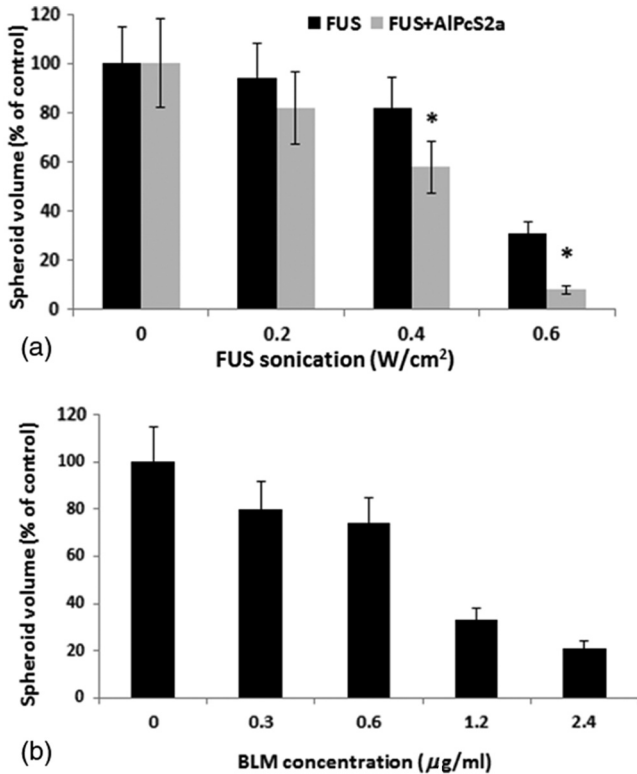 FUS FUS+AlPcS2a
Spheroid volume (% of control)
120
100
80
60
40
20
0
*
*
0 0.2 0.4 0.6
(a)
FUS sonication (W/cm²)
Spheroid volume (% of control)
120
100
80
60
40
20
0
0 0.3 0.6 1.2 2.4
(b)
BLM concentration (µg/ml)